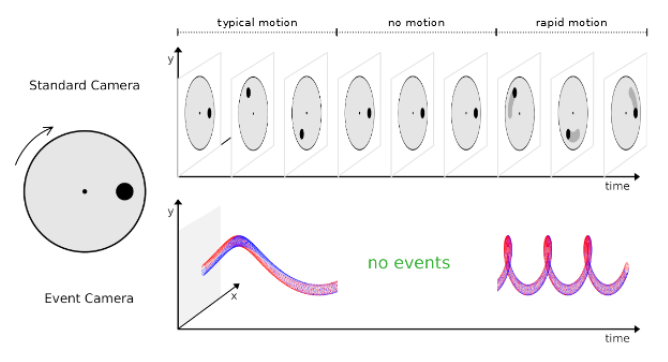 typical motion
no motion
rapid motion
y
Standard Camera
time
y
no events
x
Event Camera
time